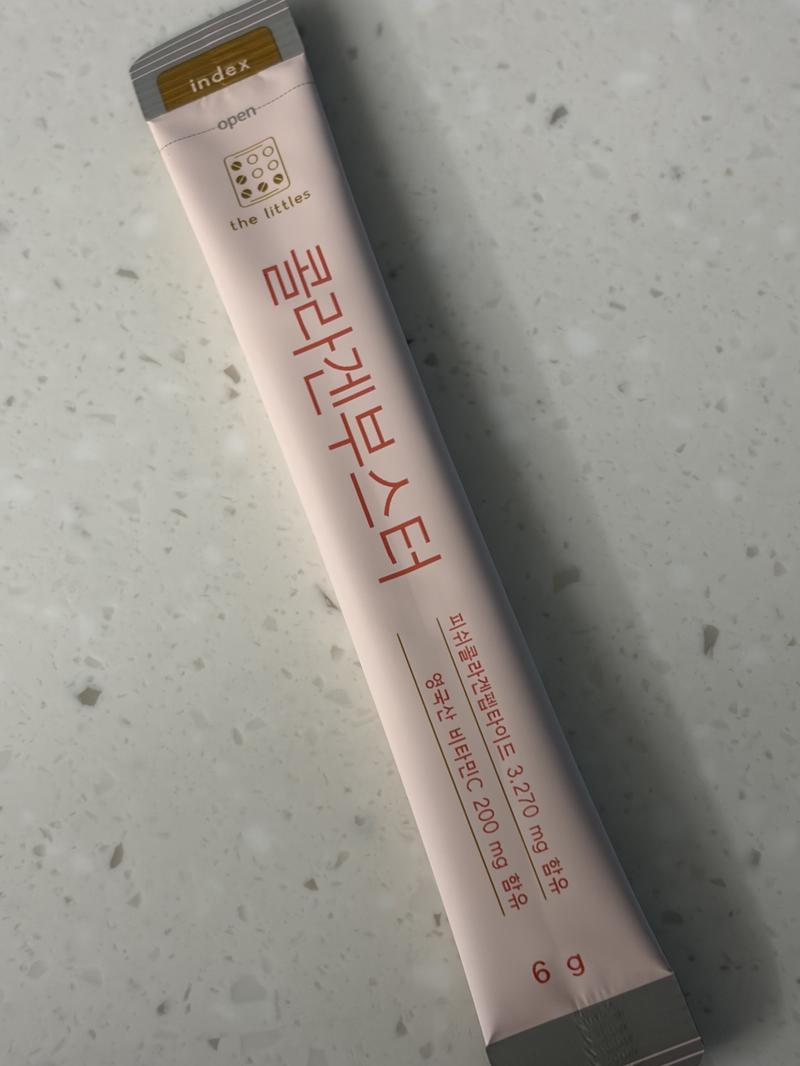 index
open
the littles
콜라겐부스터
피쉬콜라겐펩타이드 3,270 mg 함유
영국산 비타민C 200 mg 함유
6 g